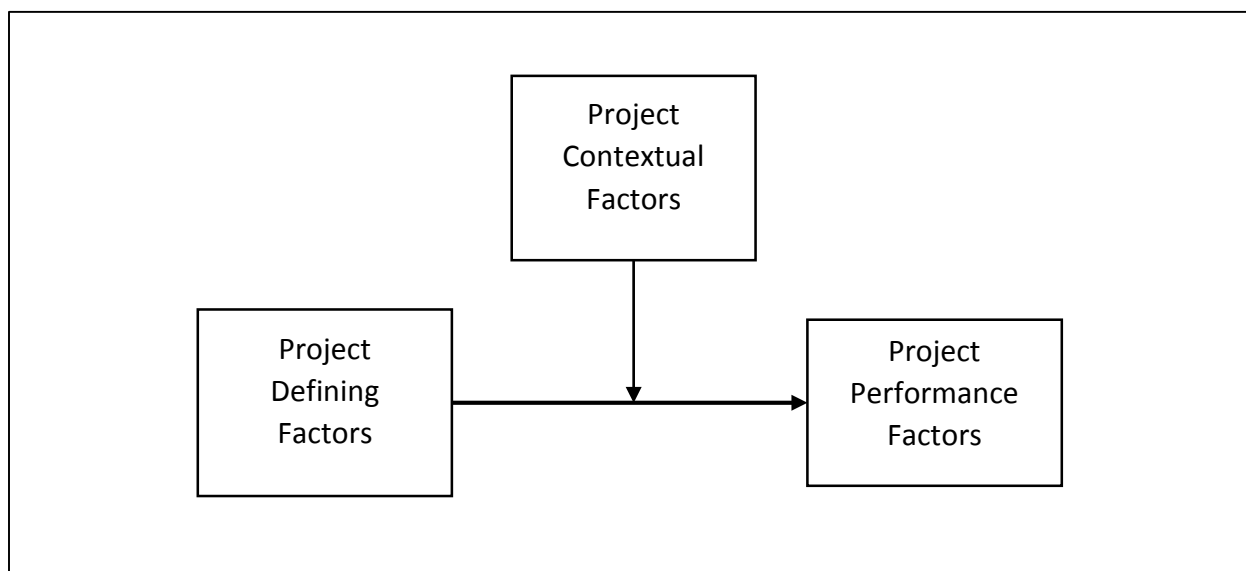 Project
Contextual
Factors
Project
Defining
Factors
Project
Performance
Factors